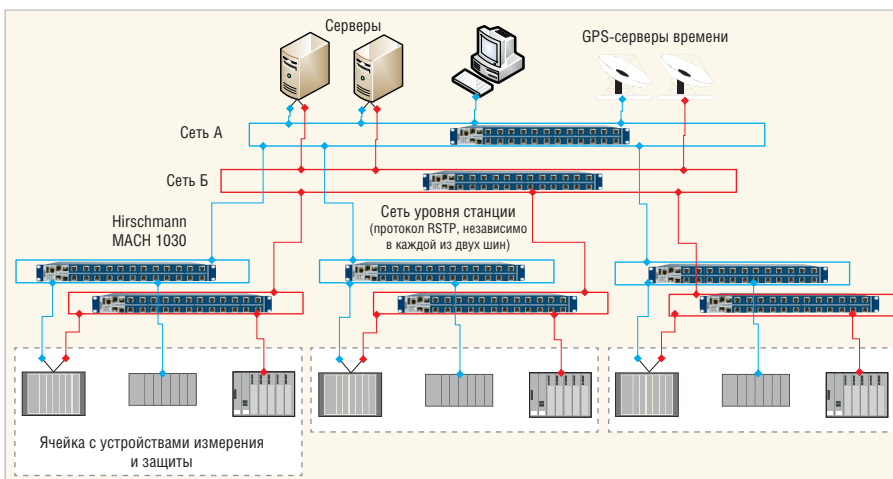 Серверы
GPS-серверы времени
Сеть А
Сеть Б
Hirschmann
MACH 1030
Сеть уровня станции
(протокол RSTP, независимо
в каждой из двух шин)
Ячейка с устройствами измерения
и защиты